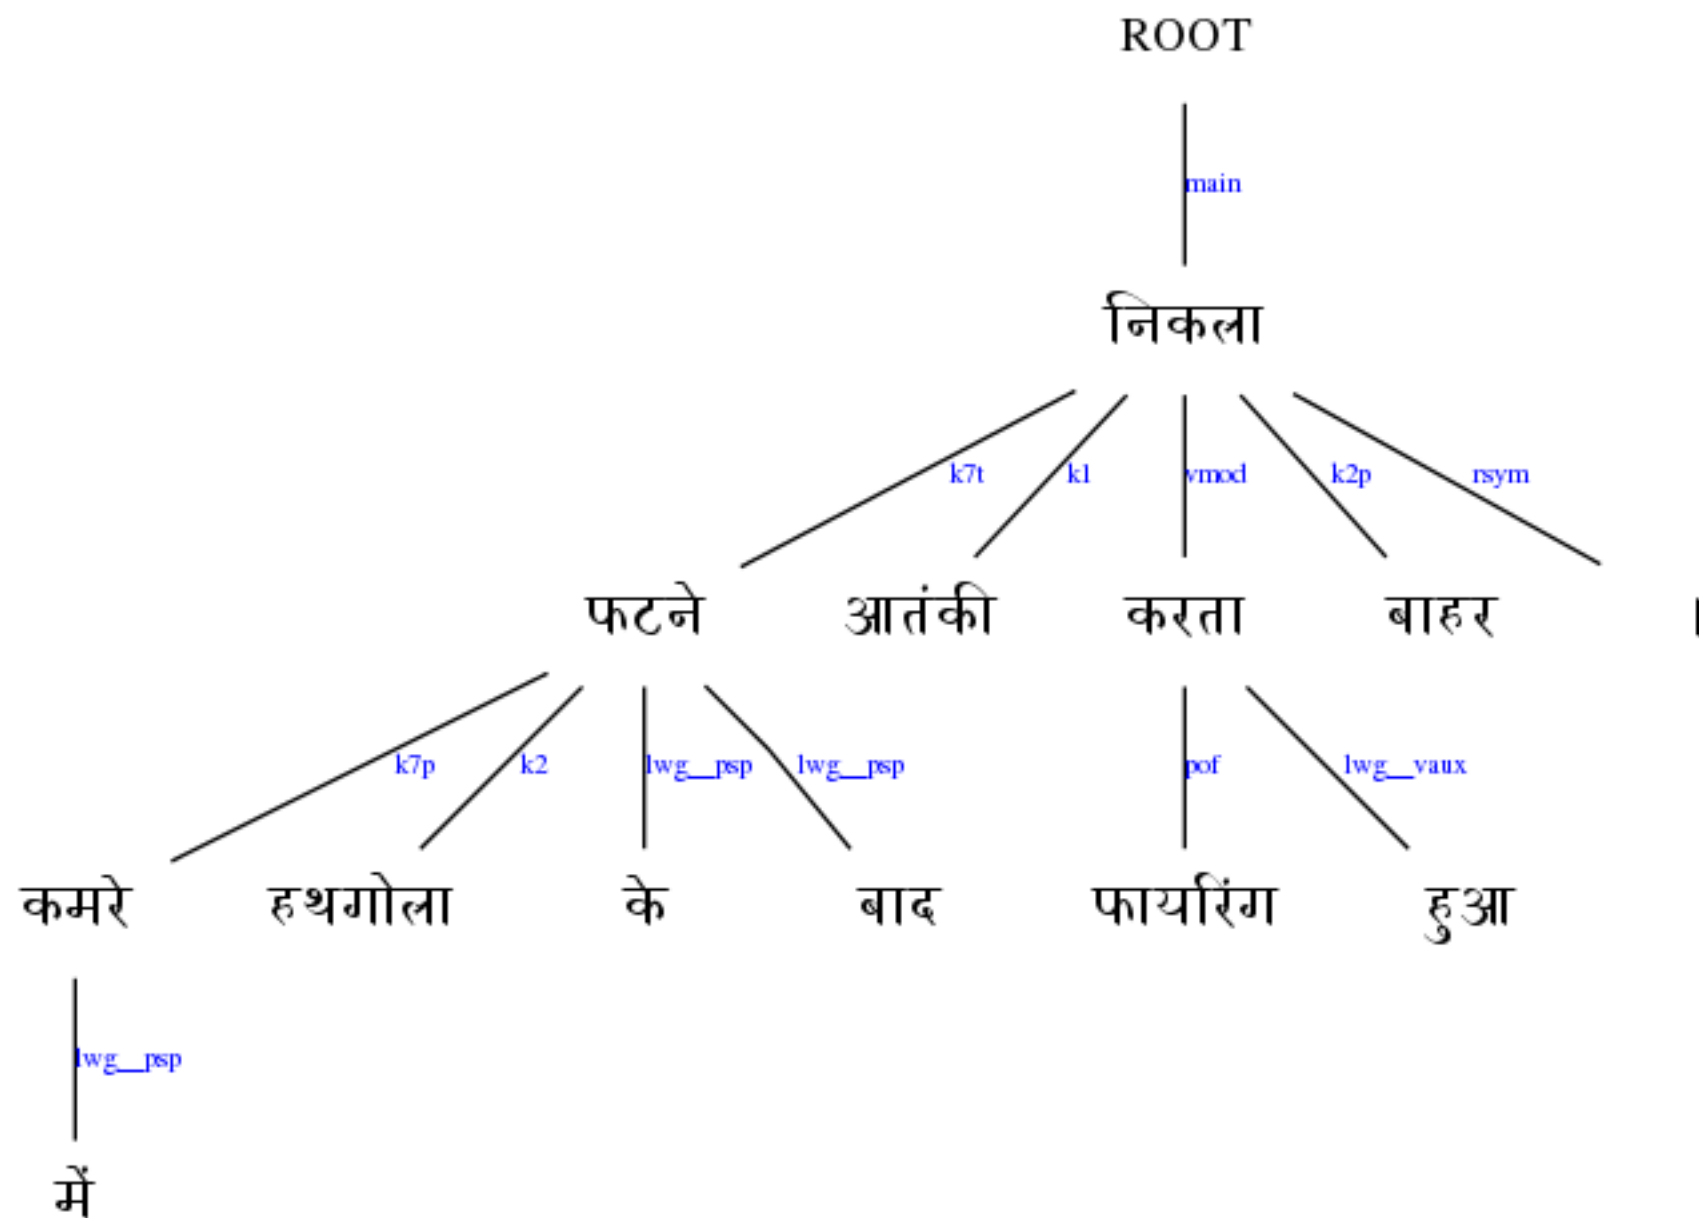 ROOT
main
निकला
k7t k1 vmod k2p rsym
फटने आतंकी करता बाहर ।
k7p k2 lwg__psp lwg__psp pof lwg__vaux
कमरे हथगोला के बाद फायरिंग हुआ
lwg__psp
में